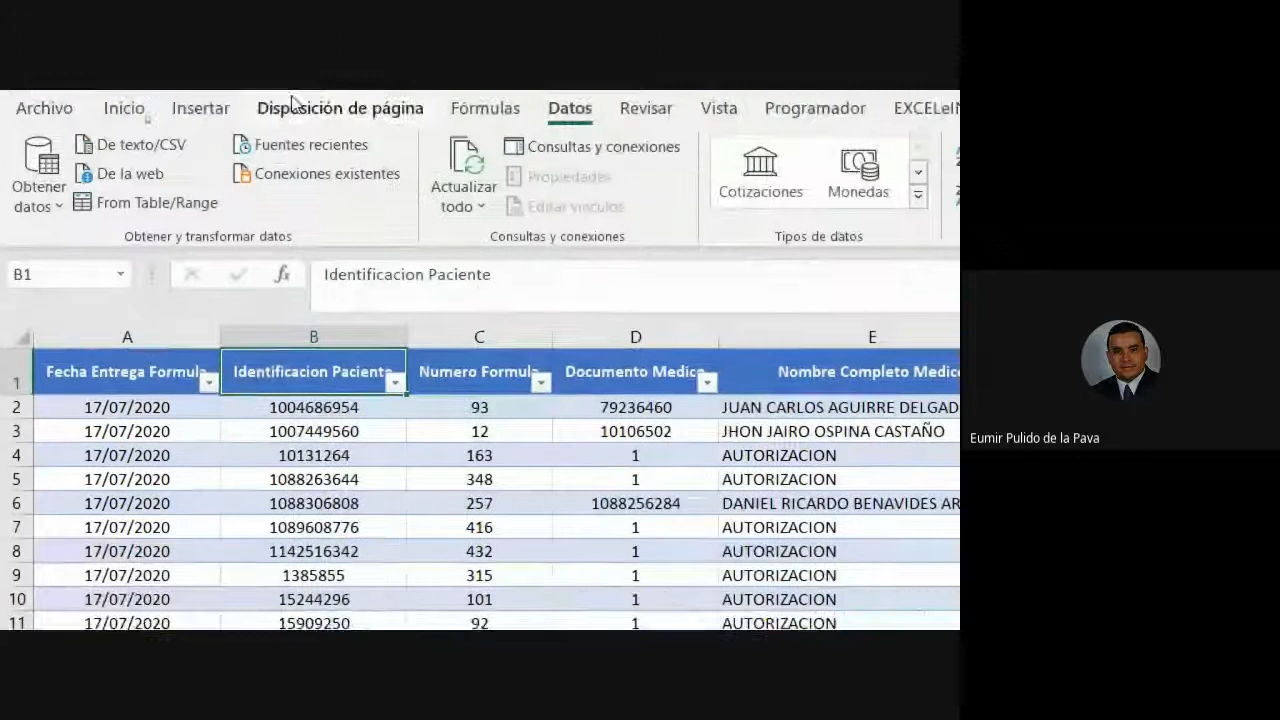 Archivo Inicio Insertar Disposición de página Fórmulas Datos Revisar Vista Programador EXCELeIN
Obtener datos
De texto/CSV
De la web
From Table/Range
Fuentes recientes
Conexiones existentes
Obtener y transformar datos
Actualizar todo
Consultas y conexiones
Propiedades
Editar vínculos
Consultas y conexiones
Cotizaciones Monedas
Tipos de datos
B1 fx Identificacion Paciente
A B C D E
1 Fecha Entrega Formula Identificacion Paciente Numero Formula Documento Medico Nombre Completo Medico
2 17/07/2020 1004686954 93 79236460 JUAN CARLOS AGUIRRE DELGAD
3 17/07/2020 1007449560 12 10106502 JHON JAIRO OSPINA CASTAÑO
4 17/07/2020 10131264 163 1 AUTORIZACION
5 17/07/2020 1088263644 348 1 AUTORIZACION
6 17/07/2020 1088306808 257 1088256284 DANIEL RICARDO BENAVIDES AR
7 17/07/2020 1089608776 416 1 AUTORIZACION
8 17/07/2020 1142516342 432 1 AUTORIZACION
9 17/07/2020 1385855 315 1 AUTORIZACION
10 17/07/2020 15244296 101 1 AUTORIZACION
11 17/07/2020 15909250 92 1 AUTORIZACION
Eumir Pulido de la Pava